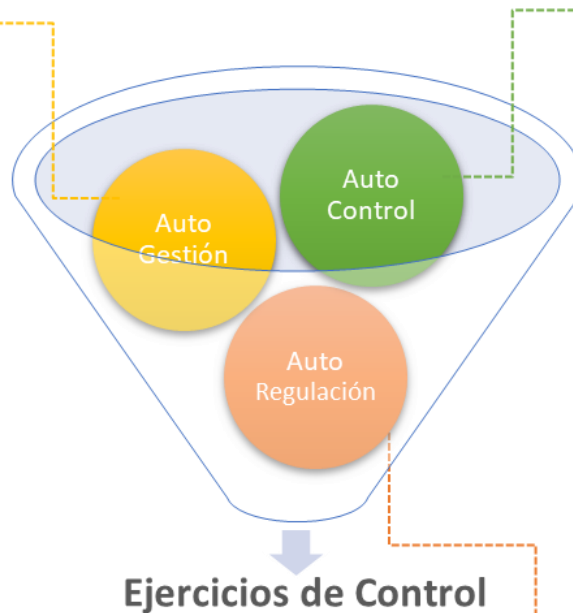 Auto
Control
Auto
Gestión
Auto
Regulación
Ejercicios de Control